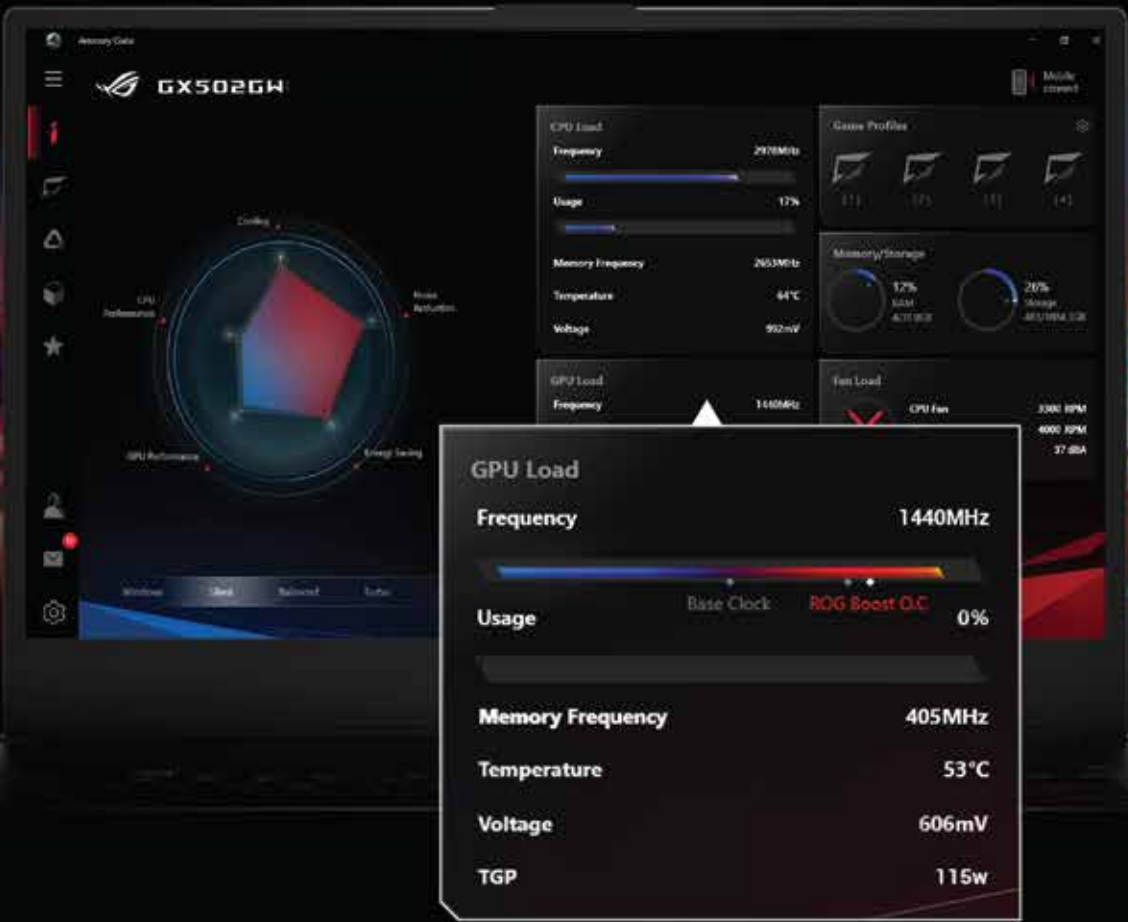 Armoury Crate
GX502GW
Mobile connect
CPU Load
Frequency 2978MHz
Usage 17%
Memory Frequency 2653MHz
Temperature 64°C
Voltage 992mV
Game Profiles
Memory/Storage
12%
RAM
26%
Storage
GPU Load
Frequency 1440MHz
Fan Load
CPU Fan 3300 RPM
4000 RPM
37 dBA
Cooling
CPU Performance
Noise Reduction
GPU Performance
Energy Saving
Windows Silent Balanced Turbo
GPU Load
Frequency 1440MHz
Base Clock ROG Boost O.C
Usage 0%
Memory Frequency 405MHz
Temperature 53°C
Voltage 606mV
TGP 115w